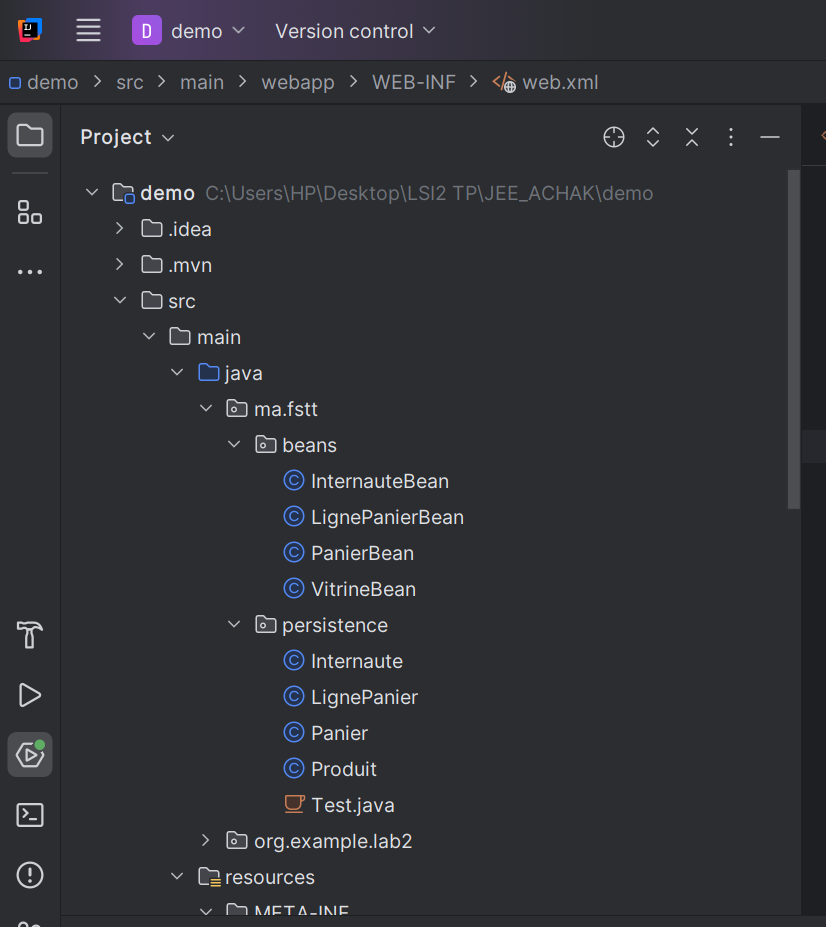 D demo Version control
demo > src > main > webapp > WEB-INF > </> web.xml
Project
demo C:\Users\HP\Desktop\LSI2 TP\JEE_ACHAK\demo
.idea
.mvn
src
main
java
ma.fstt
beans
C InternauteBean
C LignePanierBean
C PanierBean
C VitrineBean
persistence
C Internaute
C LignePanier
C Panier
C Produit
Test.java
org.example.lab2
resources
META-INF